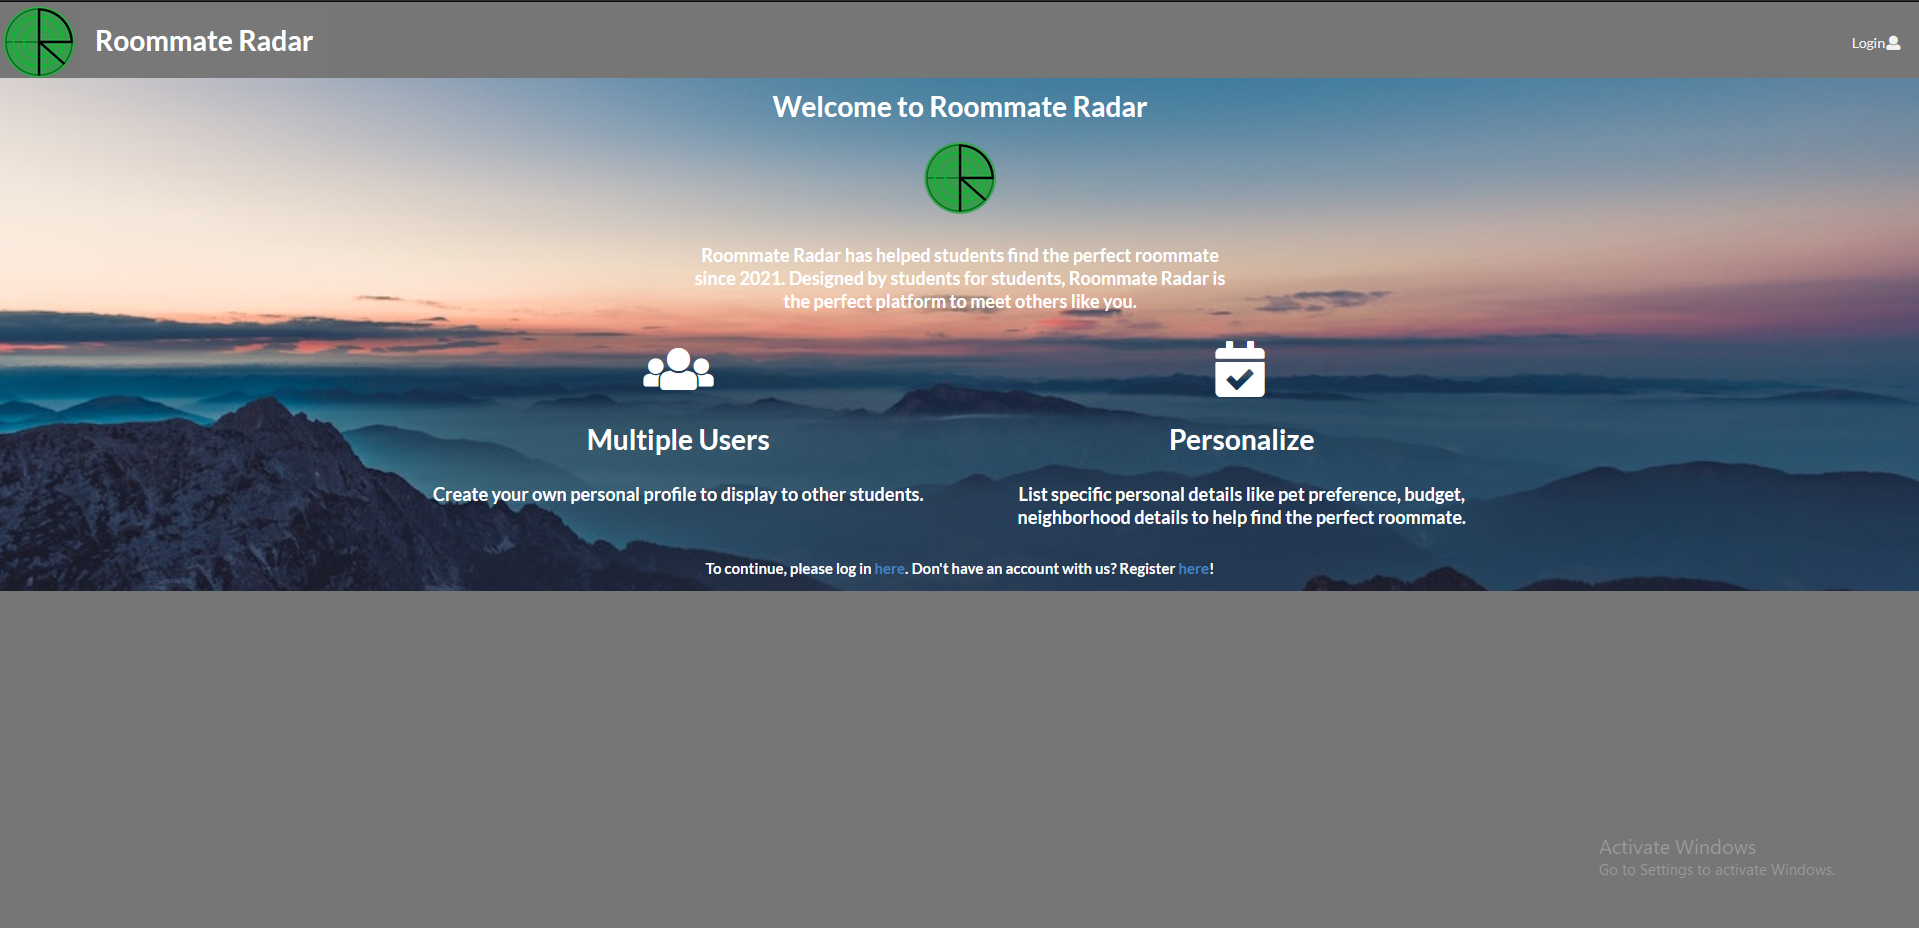 Roommate Radar
Login
Welcome to Roommate Radar
Roommate Radar has helped students find the perfect roommate
since 2021. Designed by students for students, Roommate Radar is
the perfect platform to meet others like you.
Multiple Users
Create your own personal profile to display to other students.
Personalize
List specific personal details like pet preference, budget,
neighborhood details to help find the perfect roommate.
To continue, please log in here. Don't have an account with us? Register here!
Activate Windows
Go to Settings to activate Windows.